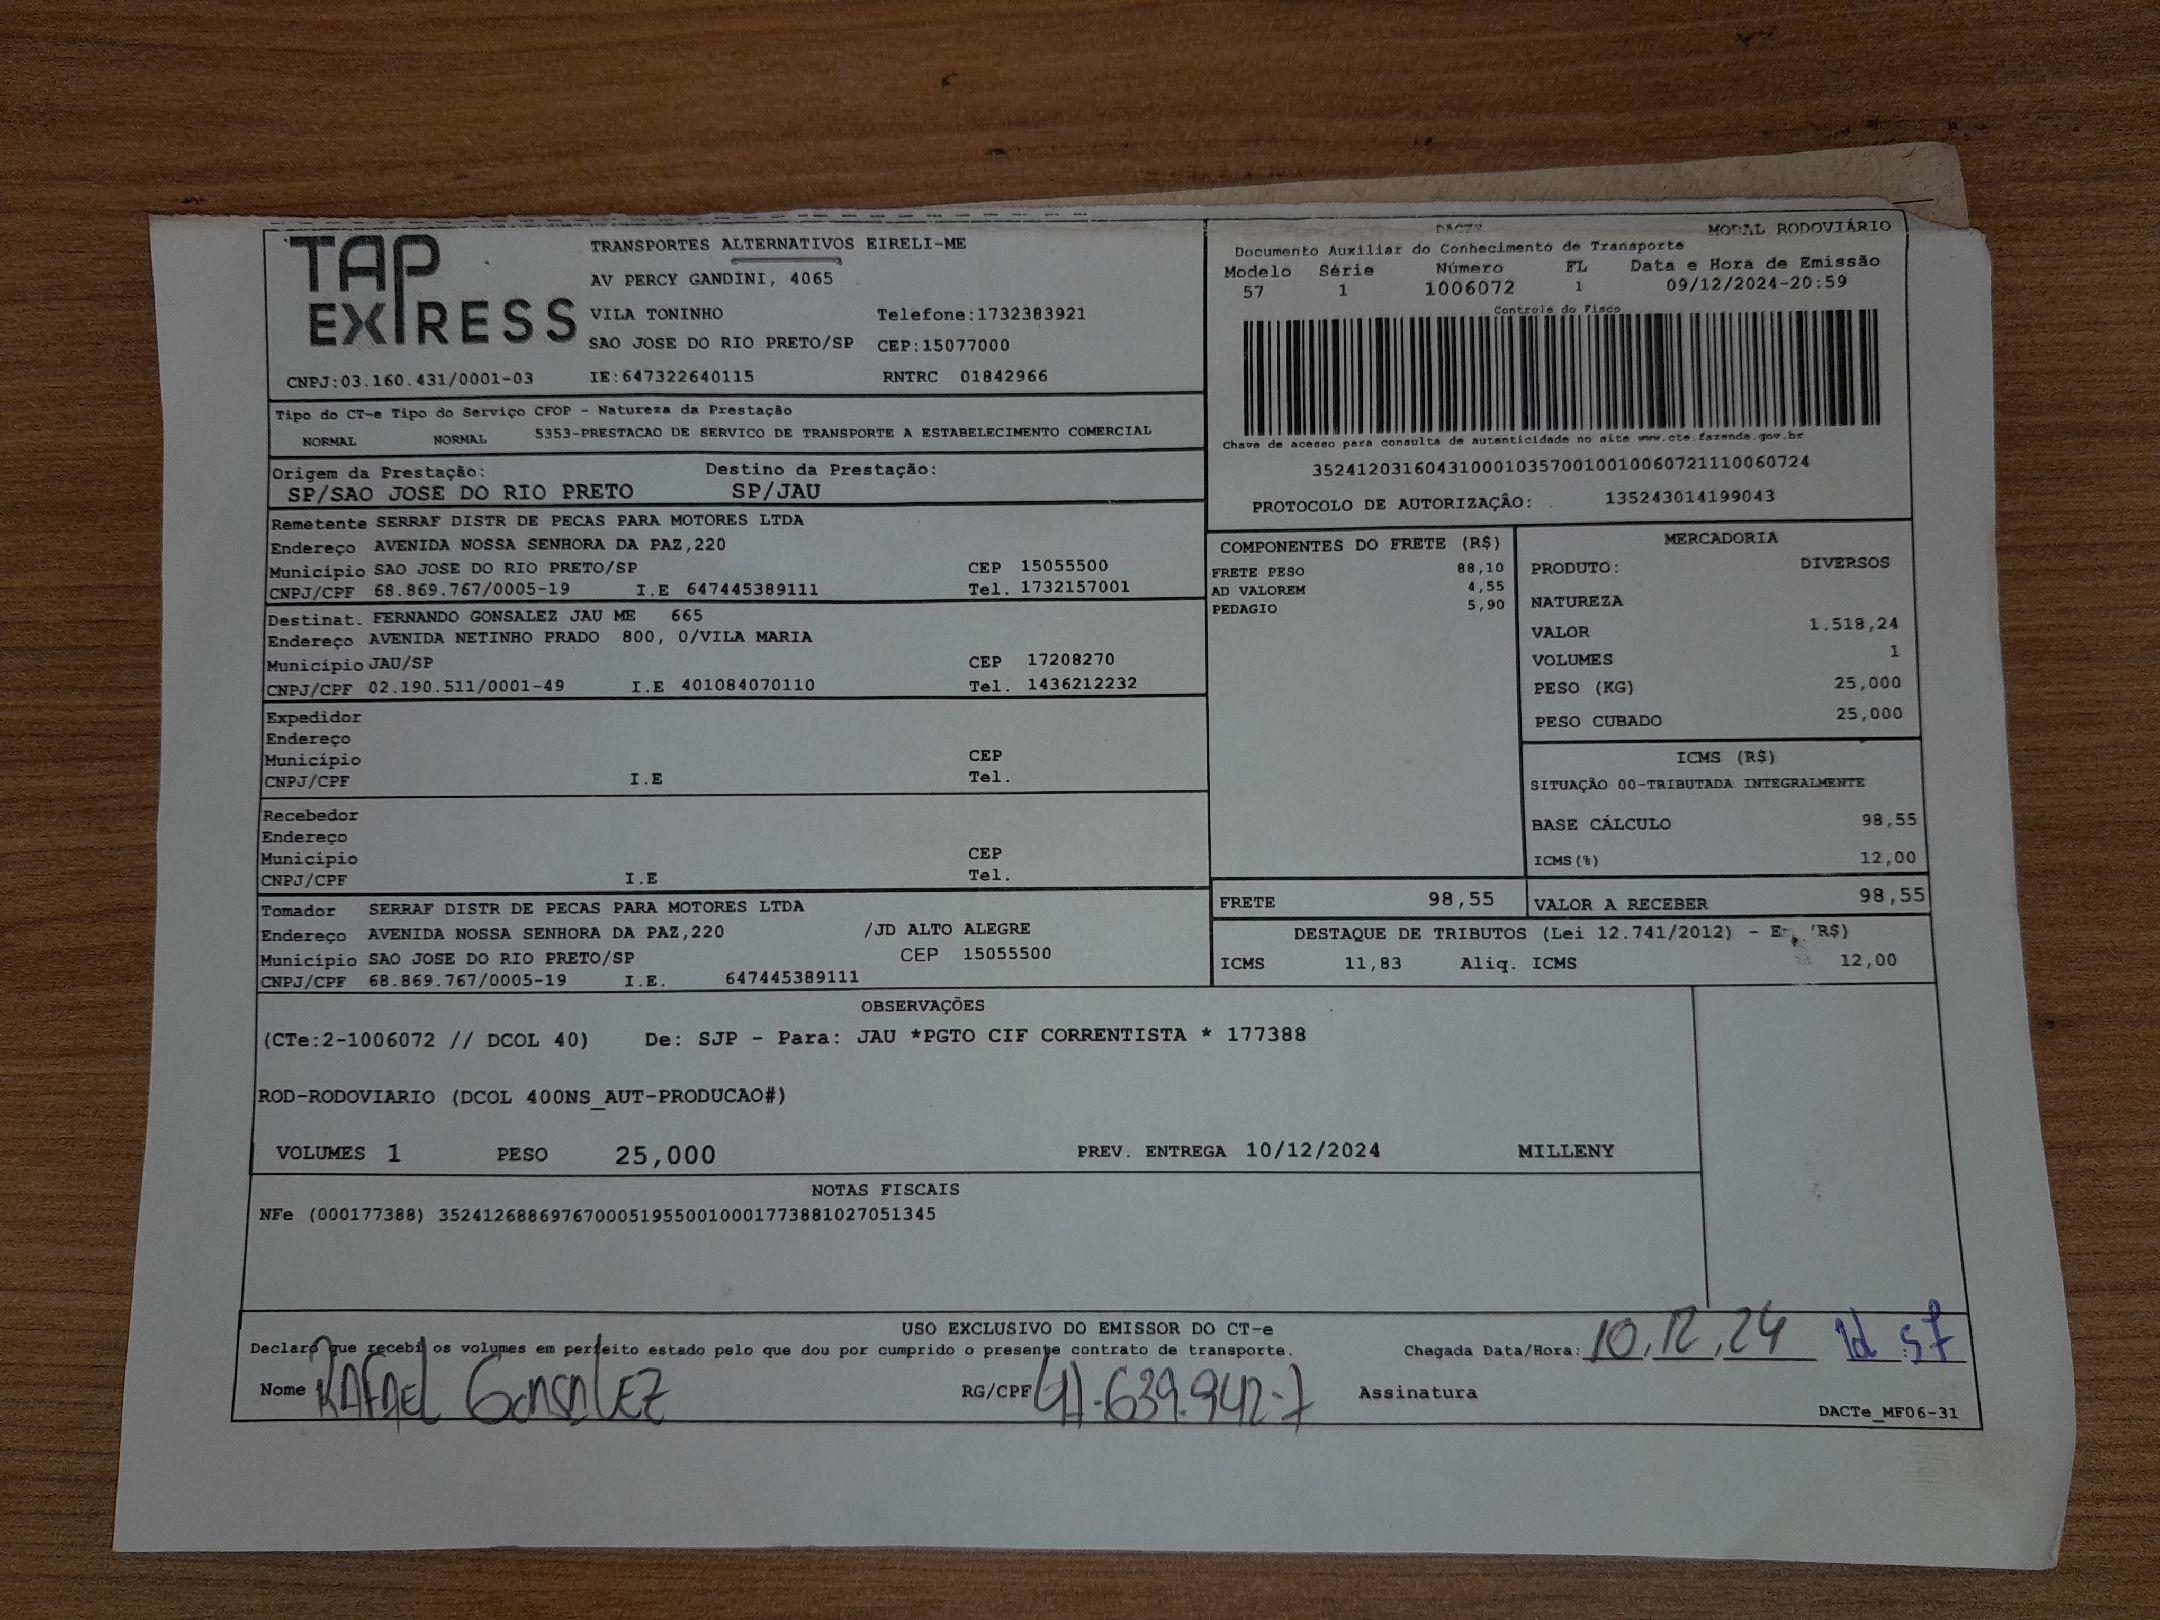 TAP EXPRESS
TRANSPORTES ALTERNATIVOS EIRELI-ME
AV PERCY GANDINI, 4065
VILA TONINHO Telefone:1732383921
SAO JOSE DO RIO PRETO/SP CEP:15077000
CNPJ:03.160.431/0001-03 IE:647322640115 RNTRC 01842966
DACTe MODAL RODOVIÁRIO
Documento Auxiliar do Conhecimento de Transporte
Modelo Série Número FL Data e Hora de Emissão
57 1 1006072 1 09/12/2024-20:59
Controle do Fisco
Chave de acesso para consulta de autenticidade no site www.cte.fazenda.gov.br
35241203160431000103570010010060721110060724
PROTOCOLO DE AUTORIZAÇÃO: 135243014199043
Tipo do CT-e Tipo do Serviço CFOP - Natureza da Prestação
NORMAL NORMAL 5353-PRESTACAO DE SERVICO DE TRANSPORTE A ESTABELECIMENTO COMERCIAL
Origem da Prestação: Destino da Prestação:
SP/SAO JOSE DO RIO PRETO SP/JAU
Remetente SERRAF DISTR DE PECAS PARA MOTORES LTDA
Endereço AVENIDA NOSSA SENHORA DA PAZ,220
Município SAO JOSE DO RIO PRETO/SP CEP 15055500
CNPJ/CPF 68.869.767/0005-19 I.E 647445389111 Tel. 1732157001
Destinat. FERNANDO GONSALEZ JAU ME 665
Endereço AVENIDA NETINHO PRADO 800, 0/VILA MARIA
Município JAU/SP CEP 17208270
CNPJ/CPF 02.190.511/0001-49 I.E 401084070110 Tel. 1436212232
Expedidor
Endereço
Município CEP
CNPJ/CPF I.E Tel.
Recebedor
Endereço
Município CEP
CNPJ/CPF I.E Tel.
Tomador SERRAF DISTR DE PECAS PARA MOTORES LTDA
Endereço AVENIDA NOSSA SENHORA DA PAZ,220 /JD ALTO ALEGRE
Município SAO JOSE DO RIO PRETO/SP CEP 15055500
CNPJ/CPF 68.869.767/0005-19 I.E. 647445389111
COMPONENTES DO FRETE (R$)
FRETE PESO 88,10
AD VALOREM 4,55
PEDAGIO 5,90
MERCADORIA
PRODUTO: DIVERSOS
NATUREZA
VALOR 1.518,24
VOLUMES 1
PESO (KG) 25,000
PESO CUBADO 25,000
ICMS (R$)
SITUAÇÃO 00-TRIBUTADA INTEGRALMENTE
BASE CÁLCULO 98,55
ICMS(%) 12,00
FRETE 98,55 VALOR A RECEBER 98,55
DESTAQUE DE TRIBUTOS (Lei 12.741/2012) - R$)
ICMS 11,83 Aliq. ICMS 12,00
OBSERVAÇÕES
(CTe:2-1006072 // DCOL 40) De: SJP - Para: JAU *PGTO CIF CORRENTISTA * 177388
ROD-RODOVIARIO (DCOL 400NS_AUT-PRODUCAO#)
VOLUMES 1 PESO 25,000 PREV. ENTREGA 10/12/2024 MILLENY
NOTAS FISCAIS
NFe (000177388) 35241268869767000519550010001773881027051345
USO EXCLUSIVO DO EMISSOR DO CT-e
Declaro que recebi os volumes em perfeito estado pelo que dou por cumprido o presente contrato de transporte. Chegada Data/Hora: 10,12,24
Nome RAFAEL GONSALEZ RG/CPF 41.639.942-7 Assinatura
DACTe_MF06-31